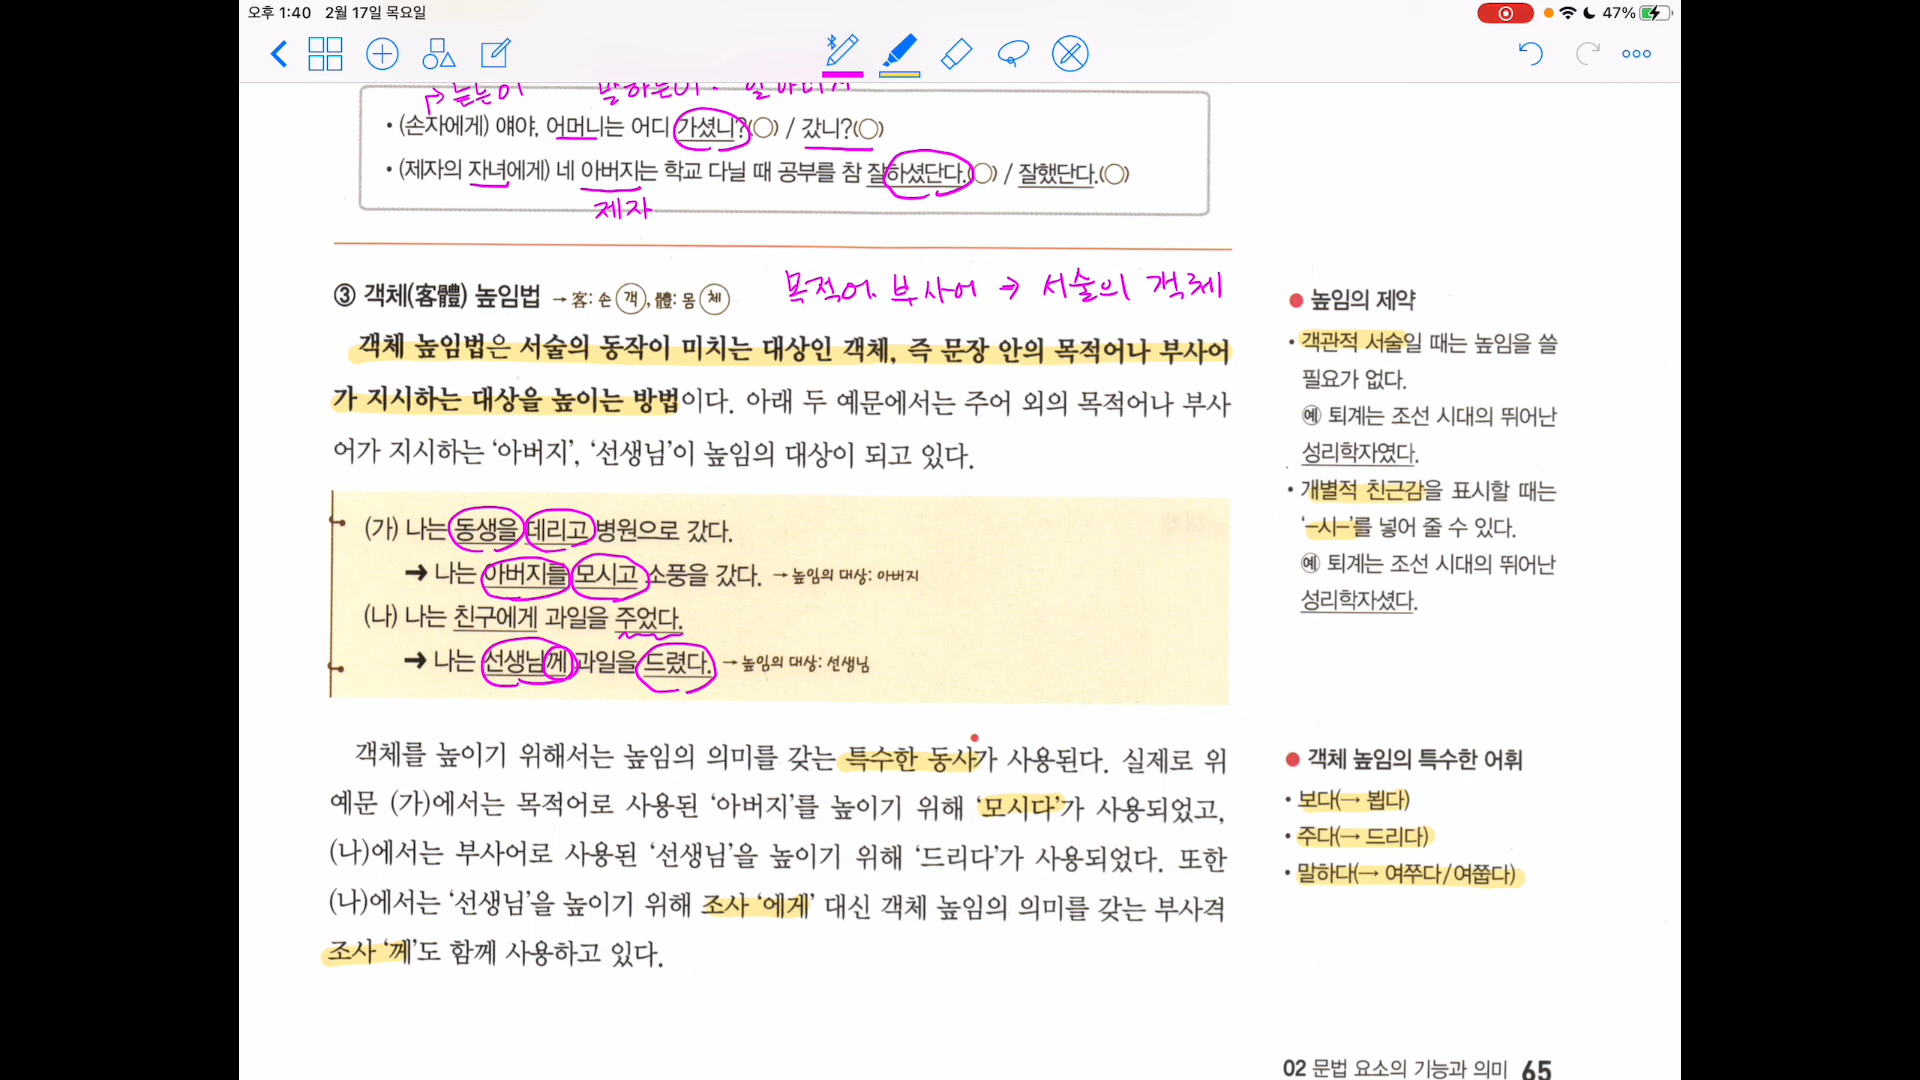 오후 1:40 2월 17일 목요일
47%
• (손자에게) 얘야, 어머니는 어디 가셨니?(○) / 갔니?(○)
• (제자의 자녀에게) 네 아버지는 학교 다닐 때 공부를 참 잘하셨단다.(○) / 잘했단다.(○)
제자
③ 객체(客體) 높임법 → 客: 손 객, 體: 몸 체
목적어. 부사어 → 서술의 객체
객체 높임법은 서술의 동작이 미치는 대상인 객체, 즉 문장 안의 목적어나 부사어
가 지시하는 대상을 높이는 방법이다. 아래 두 예문에서는 주어 외의 목적어나 부사
어가 지시하는 ‘아버지’, ‘선생님’이 높임의 대상이 되고 있다.
(가) 나는 동생을 데리고 병원으로 갔다.
→ 나는 아버지를 모시고 소풍을 갔다. → 높임의 대상: 아버지
(나) 나는 친구에게 과일을 주었다.
→ 나는 선생님께 과일을 드렸다. → 높임의 대상: 선생님
객체를 높이기 위해서는 높임의 의미를 갖는 특수한 동사가 사용된다. 실제로 위
예문 (가)에서는 목적어로 사용된 ‘아버지’를 높이기 위해 ‘모시다’가 사용되었고,
(나)에서는 부사어로 사용된 ‘선생님’을 높이기 위해 ‘드리다’가 사용되었다. 또한
(나)에서는 ‘선생님’을 높이기 위해 조사 ‘에게’ 대신 객체 높임의 의미를 갖는 부사격
조사 ‘께’도 함께 사용하고 있다.
● 높임의 제약
• 객관적 서술일 때는 높임을 쓸
필요가 없다.
예 퇴계는 조선 시대의 뛰어난
성리학자였다.
• 개별적 친근감을 표시할 때는
‘-시-’를 넣어 줄 수 있다.
예 퇴계는 조선 시대의 뛰어난
성리학자셨다.
● 객체 높임의 특수한 어휘
• 보다(→ 뵙다)
• 주다(→ 드리다)
• 말하다(→ 여쭈다/여쭙다)
02 문법 요소의 기능과 의미 65